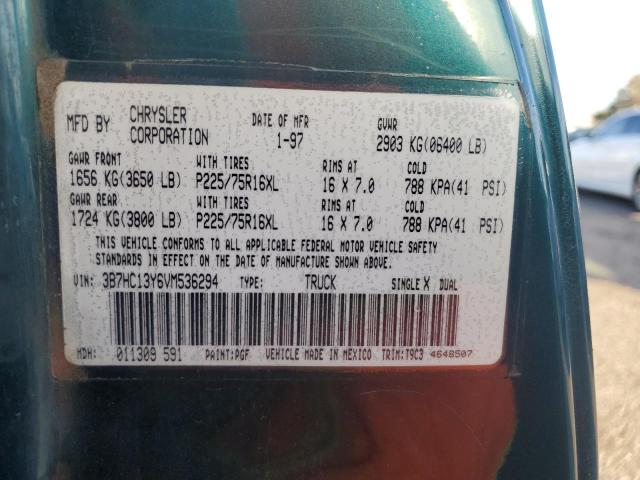 MFD BY CHRYSLER CORPORATION DATE OF MFR 1-97 GVWR 2903 KG(06400 LB)
GAWR FRONT WITH TIRES RIMS AT COLD
1656 KG(3650 LB) P225/75R16XL 16 X 7.0 788 KPA(41 PSI)
GAWR REAR WITH TIRES RIMS AT COLD
1724 KG(3800 LB) P225/75R16XL 16 X 7.0 788 KPA(41 PSI)
THIS VEHICLE CONFORMS TO ALL APPLICABLE FEDERAL MOTOR VEHICLE SAFETY
STANDARDS IN EFFECT ON THE DATE OF MANUFACTURE SHOWN ABOVE.
VIN: 3B7HC13Y6VM536294 TYPE: TRUCK SINGLE X DUAL
MDH: 011309 591 PAINT:PGF VEHICLE MADE IN MEXICO TRIM:T9C3 4648507